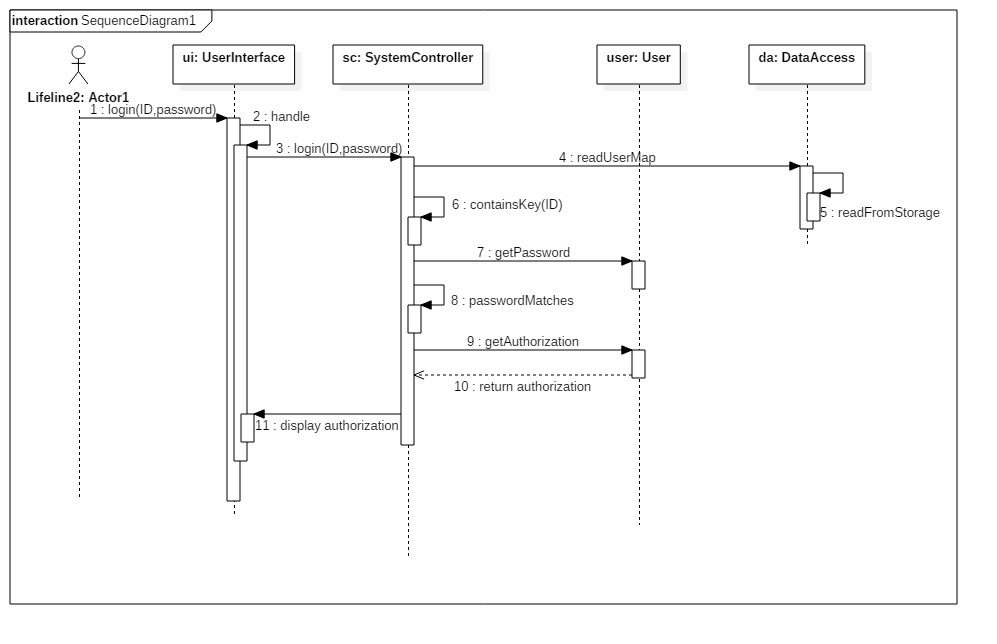 interaction SequenceDiagram1
ui: UserInterface
sc: SystemController
user: User
da: DataAccess
Lifeline2: Actor1
1 : login(ID,password)
2 : handle
3 : login(ID,password)
4 : readUserMap
5 : readFromStorage
6 : containsKey(ID)
7 : getPassword
8 : passwordMatches
9 : getAuthorization
10 : return authorization
11 : display authorization